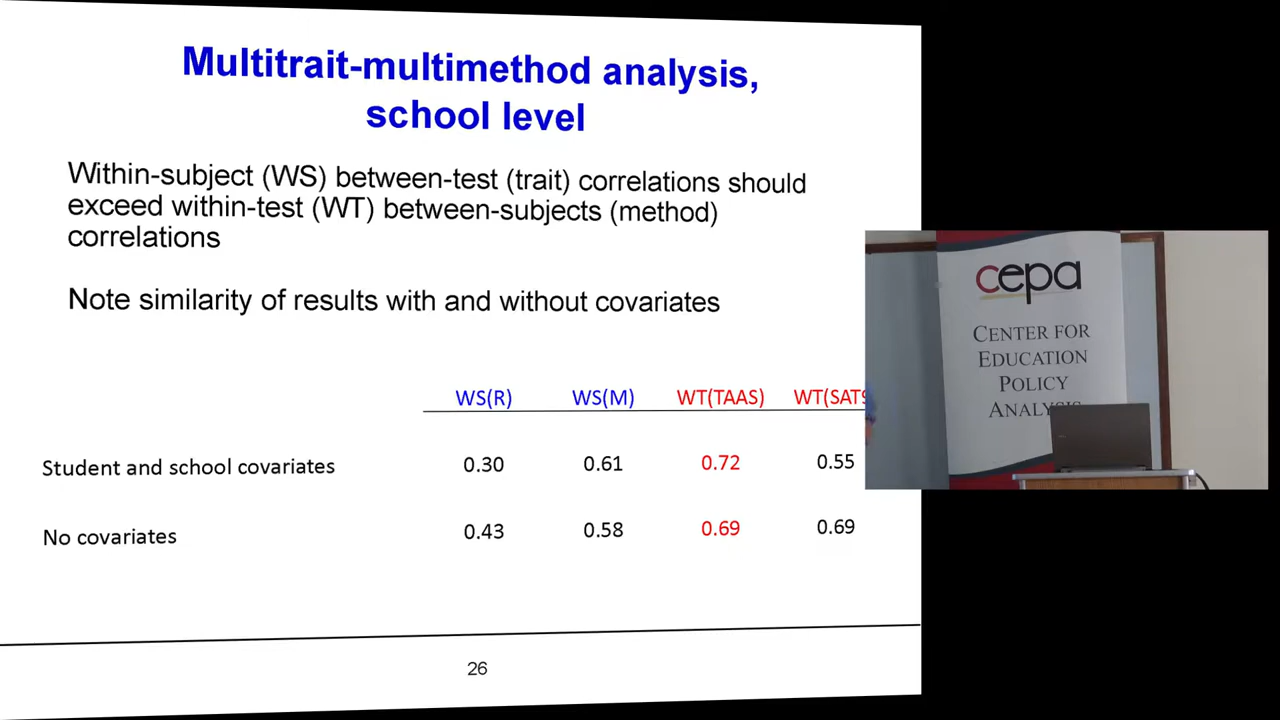 Multitrait-multimethod analysis,
school level
Within-subject (WS) between-test (trait) correlations should
exceed within-test (WT) between-subjects (method)
correlations
Note similarity of results with and without covariates
WS(R) WS(M) WT(TAAS) WT(SAT9
Student and school covariates 0.30 0.61 0.72 0.55
No covariates 0.43 0.58 0.69 0.69
26
cepa
CENTER FOR
EDUCATION
POLICY
ANALYSIS